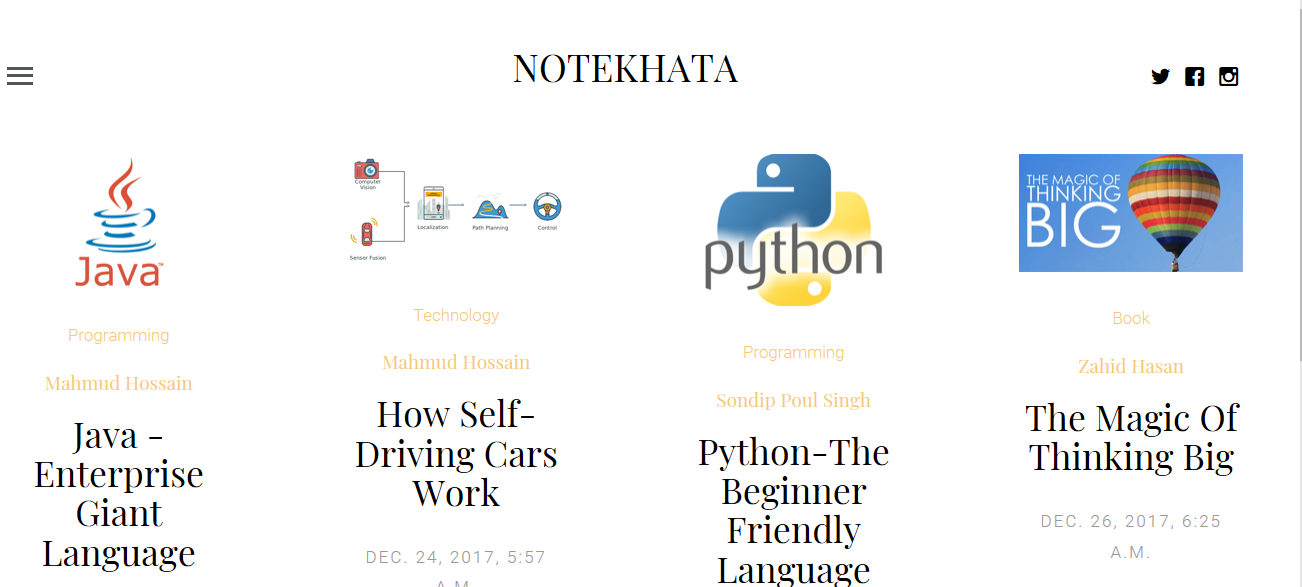 NOTEKHATA
Java™
Programming
Mahmud Hossain
Java -
Enterprise
Giant
Language
Computer
Vision
Localization
Path Planning
Control
Sensor Fusion
Technology
Mahmud Hossain
How Self-
Driving Cars
Work
DEC. 24, 2017, 5:57
A.M.
python
Programming
Sondip Poul Singh
Python-The
Beginner
Friendly
Language
THE MAGIC OF
THINKING
BIG
Book
Zahid Hasan
The Magic Of
Thinking Big
DEC. 26, 2017, 6:25
A.M.